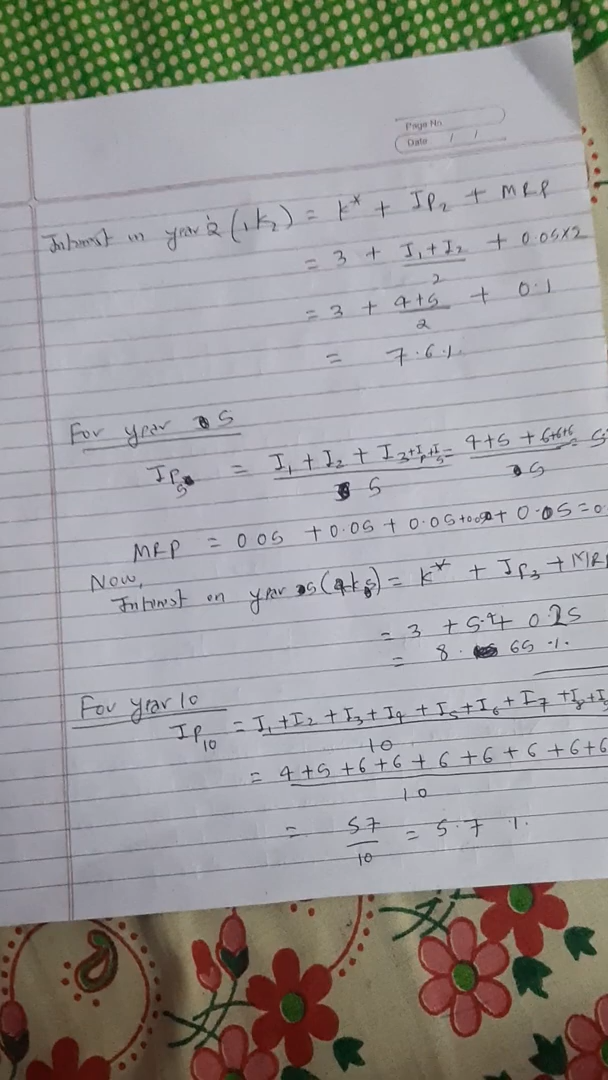 Page No.
Date / /
Interest in year 2 (1k2) = k* + IP2 + MRP
= 3 + I1+I2 / 2 + 0.05×2
= 3 + 4+5 / 2 + 0.1
= 7.6 %
For year 5
IP5 = I1 + I2 + I3+I4+I5 / 5 = 4+5+6+6+6 / 5 = 5
MRP = 0.05 + 0.05 + 0.05+0.05+ 0.05 = 0.
Now,
Interest on year 5 ( ) = k* + IP3 + MRP
= 3 + 5.4+ 0.25
= 8. 65 %
For year 10
IP10 = I1 + I2 + I3 + I4 + I5 + I6 + I7 + I8 + I / 10
= 4+5 +6+6 + 6 + 6 + 6 +6+6 / 10
= 57 / 10 = 5.7 %